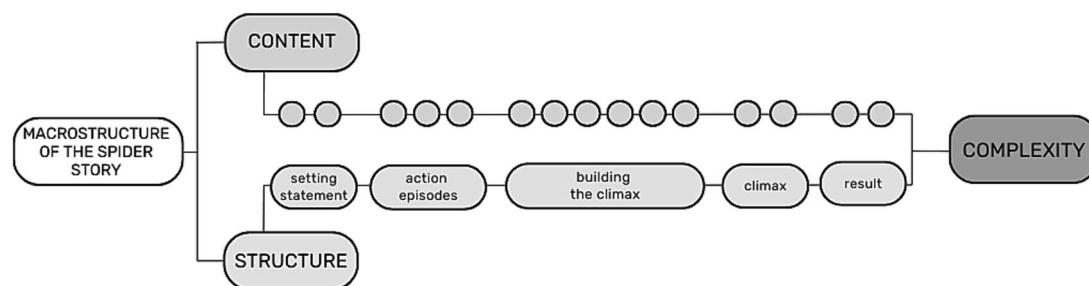 CONTENT
MACROSTRUCTURE
OF THE SPIDER
STORY
COMPLEXITY
setting
statement
action
episodes
building
the climax
climax
result
STRUCTURE